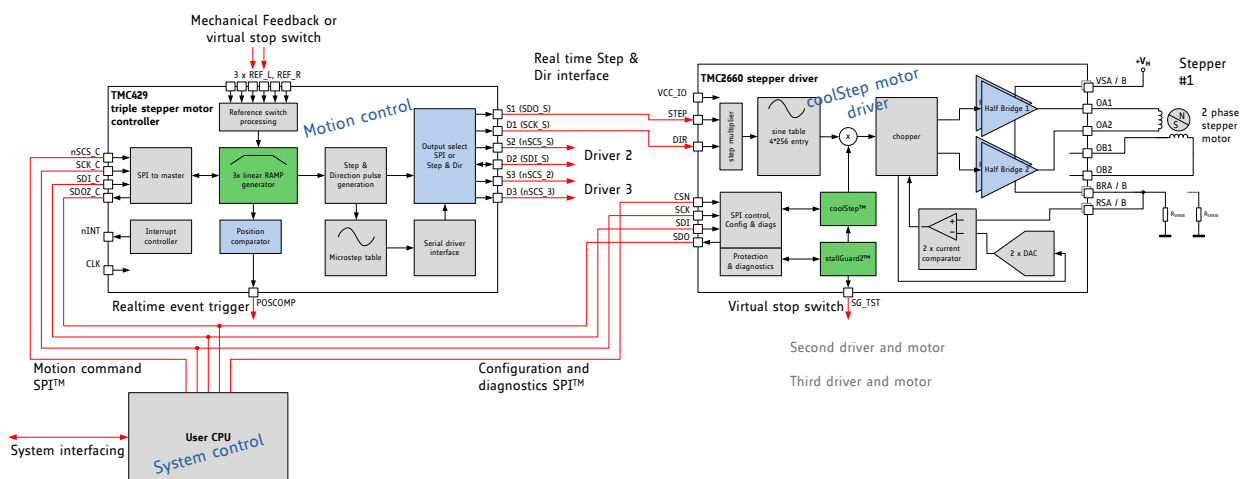 Mechanical Feedback or
virtual stop switch
3 x REF_L, REF_R
TMC429
triple stepper motor
controller
Reference switch
processing
Motion control
Output select
SPI or
Step & Dir
3x linear RAMP
generator
Step &
Direction pulse
generation
SPI to master
Interrupt
controller
Position
comparator
Microstep table
Serial driver
interface
nSCS_C
SCK_C
SDI_C
SDOZ_C
nINT
CLK
S1 (SDO_S)
D1 (SCK_S)
S2 (nSCS_S)
D2 (SDI_S)
S3 (nSCS_2)
D3 (nSCS_3)
Driver 2
Driver 3
Realtime event trigger
POSCOMP
Real time Step &
Dir interface
TMC2660 stepper driver
coolStep motor
driver
VCC_IO
STEP
DIR
CSN
SCK
SDI
SDO
step multiplier
sine table
4*256 entry
x
chopper
Half Bridge 1
Half Bridge 2
SPI control,
Config & diags
Protection
& diagnostics
coolStep™
stallGuard2™
2 x current
comparator
2 x DAC
+VM
VSA / B
OA1
OA2
OB1
OB2
BRA / B
RSA / B
RSENSE
RSENSE
Stepper
#1
N
S
2 phase
stepper
motor
Virtual stop switch
SG_TST
Second driver and motor
Third driver and motor
Motion command
SPI™
Configuration and
diagnostics SPI™
User CPU
System control
System interfacing